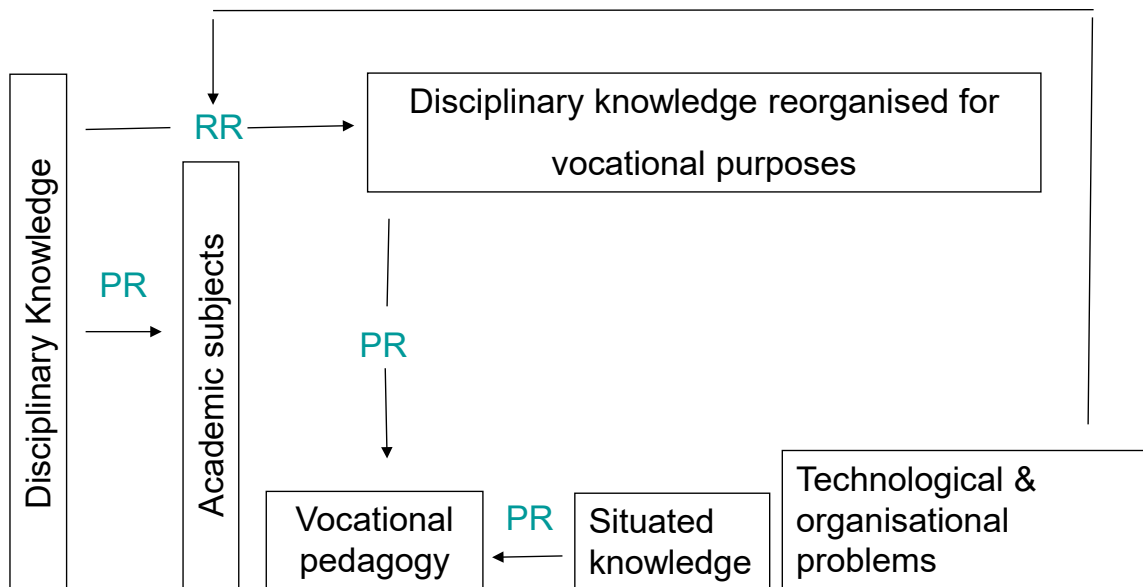 Disciplinary Knowledge
RR
Disciplinary knowledge reorganised for
vocational purposes
PR
Academic subjects
PR
Vocational
pedagogy
PR
Situated
knowledge
Technological &
organisational
problems